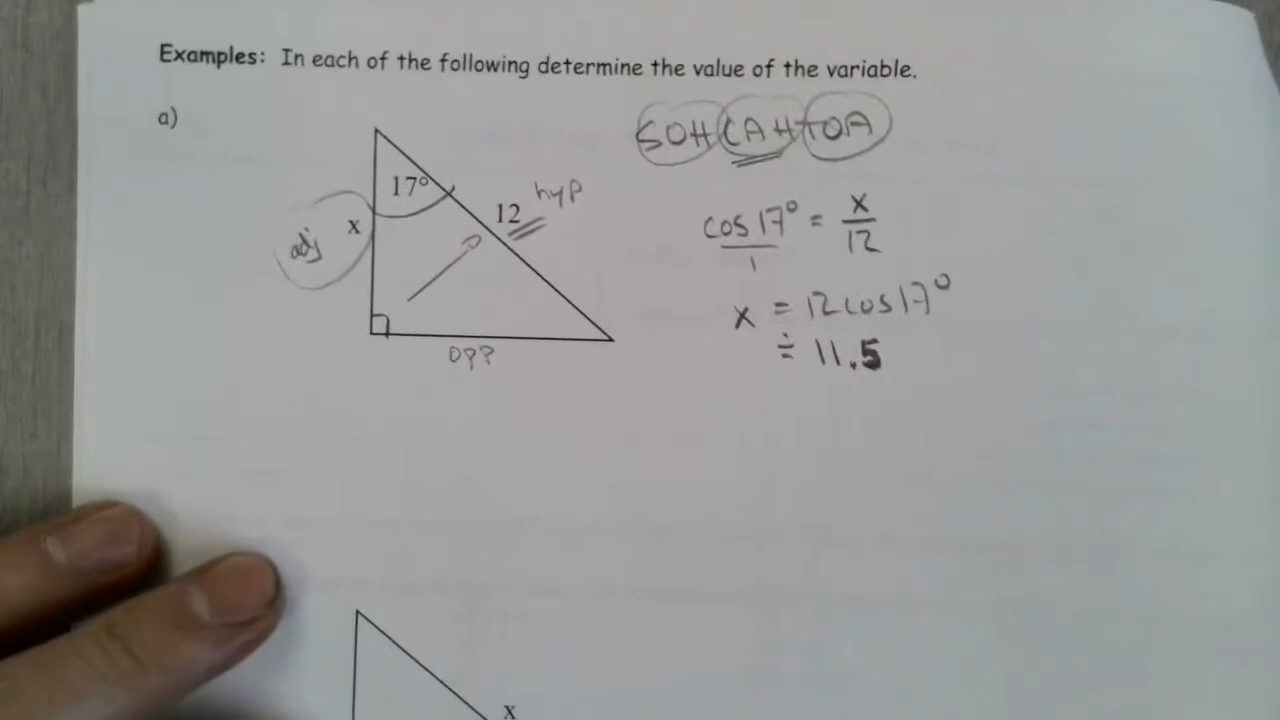 Examples: In each of the following determine the value of the variable.
a)
SOHCAHTOA
17°
12 hyp
x
adj
opp
cos 17° = x/12
1
x = 12cos17°
≐ 11.5
x